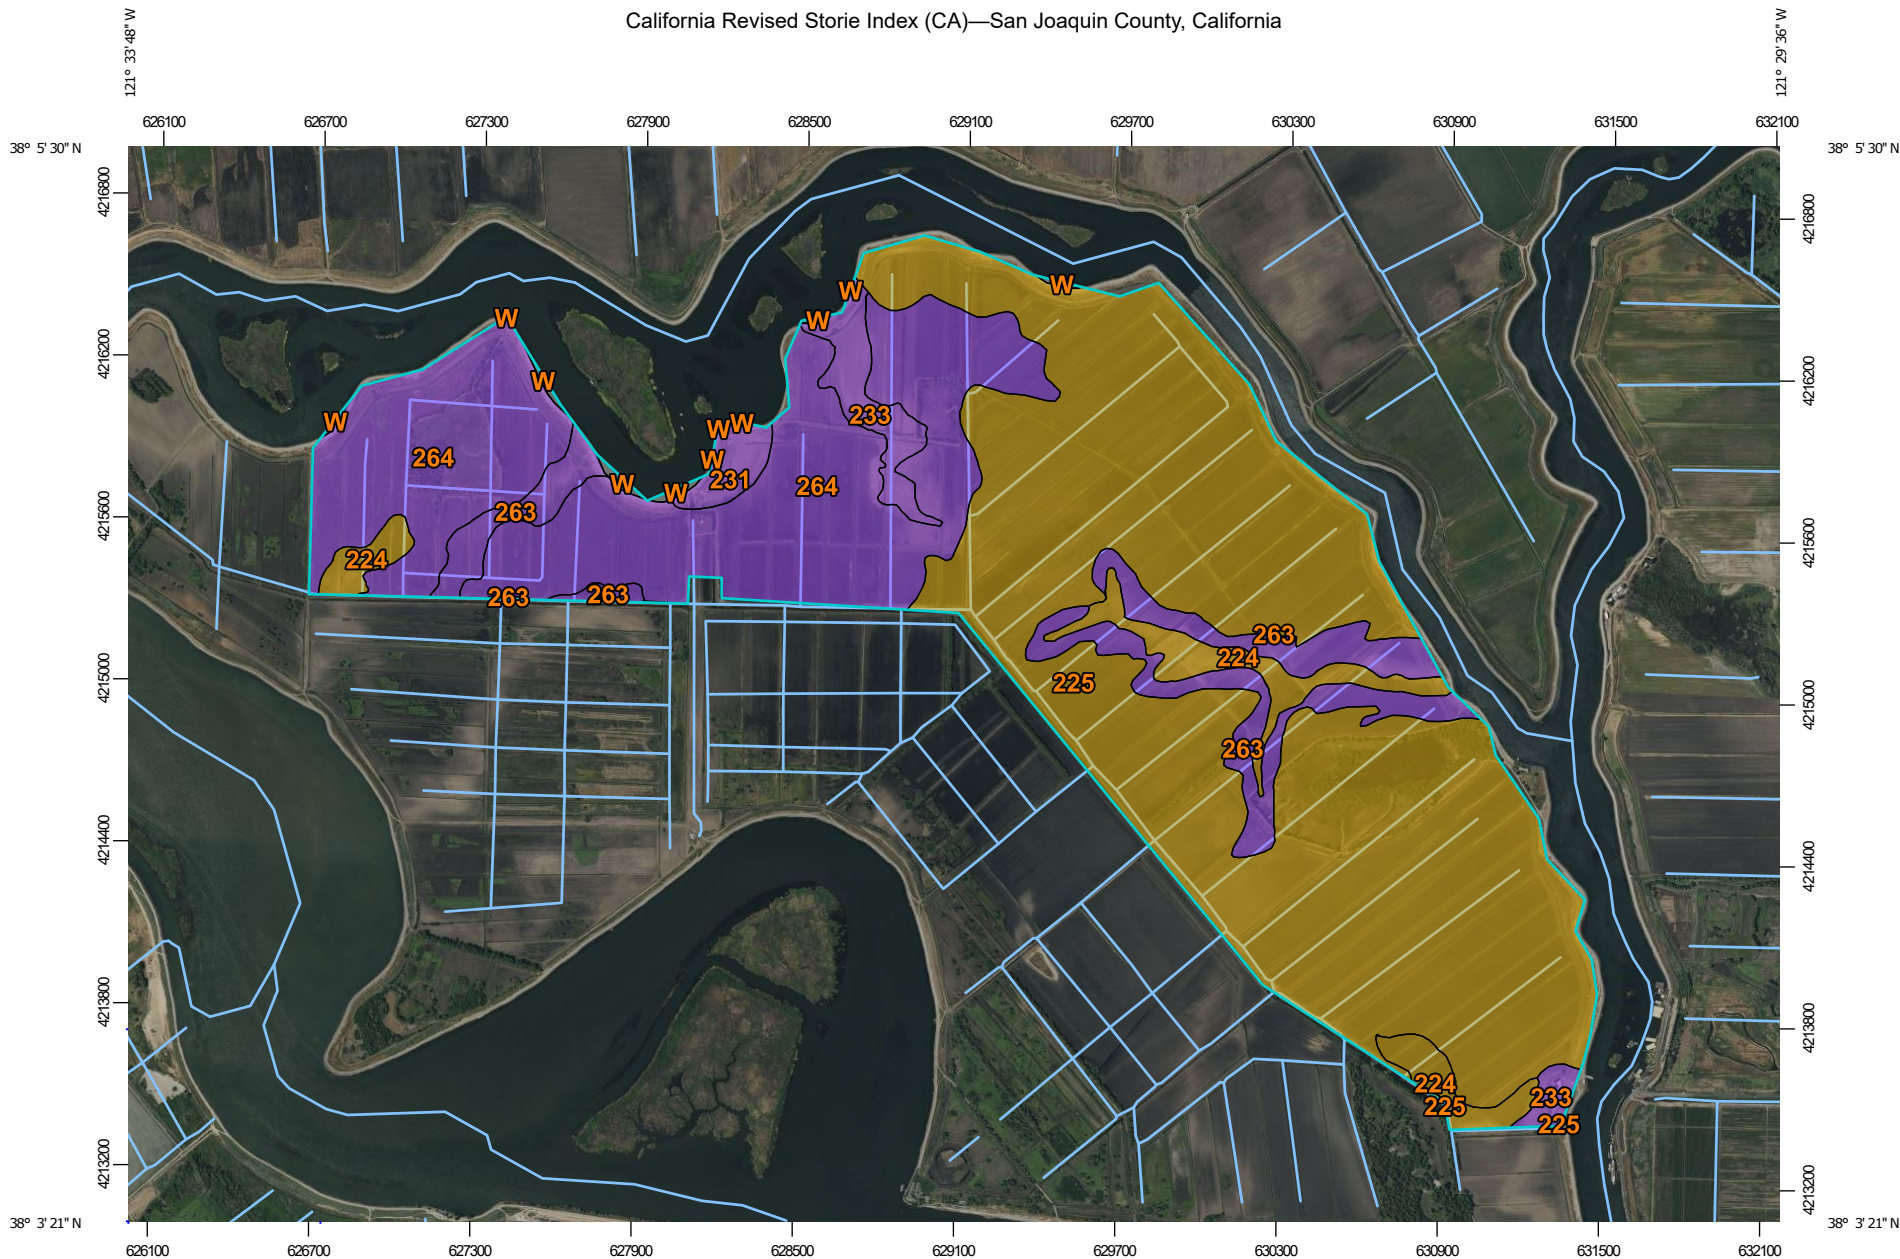 California Revised Storie Index (CA)—San Joaquin County, California
121° 33' 48" W
121° 29' 36" W
626100 626700 627300 627900 628500 629100 629700 630300 630900 631500 632100
38° 5' 30" N
38° 5' 30" N
4216800
4216800
W
W
W
W
4216200
4216200
W
233
W
W
W
264
W
231
264
W
W
4215600
4215600
263
224
263
263
263
224
225
4215000
4215000
263
4214400
4214400
4213800
4213800
224
225
233
225
4213200
4213200
38° 3' 21" N
38° 3' 21" N
626100 626700 627300 627900 628500 629100 629700 630300 630900 631500 632100